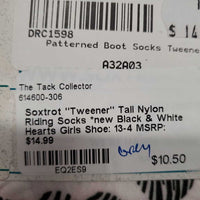 DRC1598
$ 14
Patterned Boot Socks Tweene
A32A03
The Tack Collector
614600-306
Soxtrot "Tweener" Tall Nylon
Riding Socks *new Black & White
Hearts Girls Shoe: 13-4 MSRP:
$14.99
Grey
EQ2ES9
$10.50